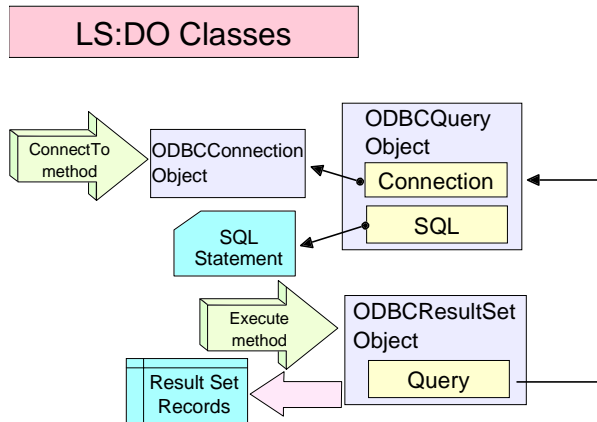 LS:DO Classes
ConnectTo
method
ODBCConnection
Object
ODBCQuery
Object
Connection
SQL
SQL
Statement
Execute
method
ODBCResultSet
Object
Query
Result Set
Records